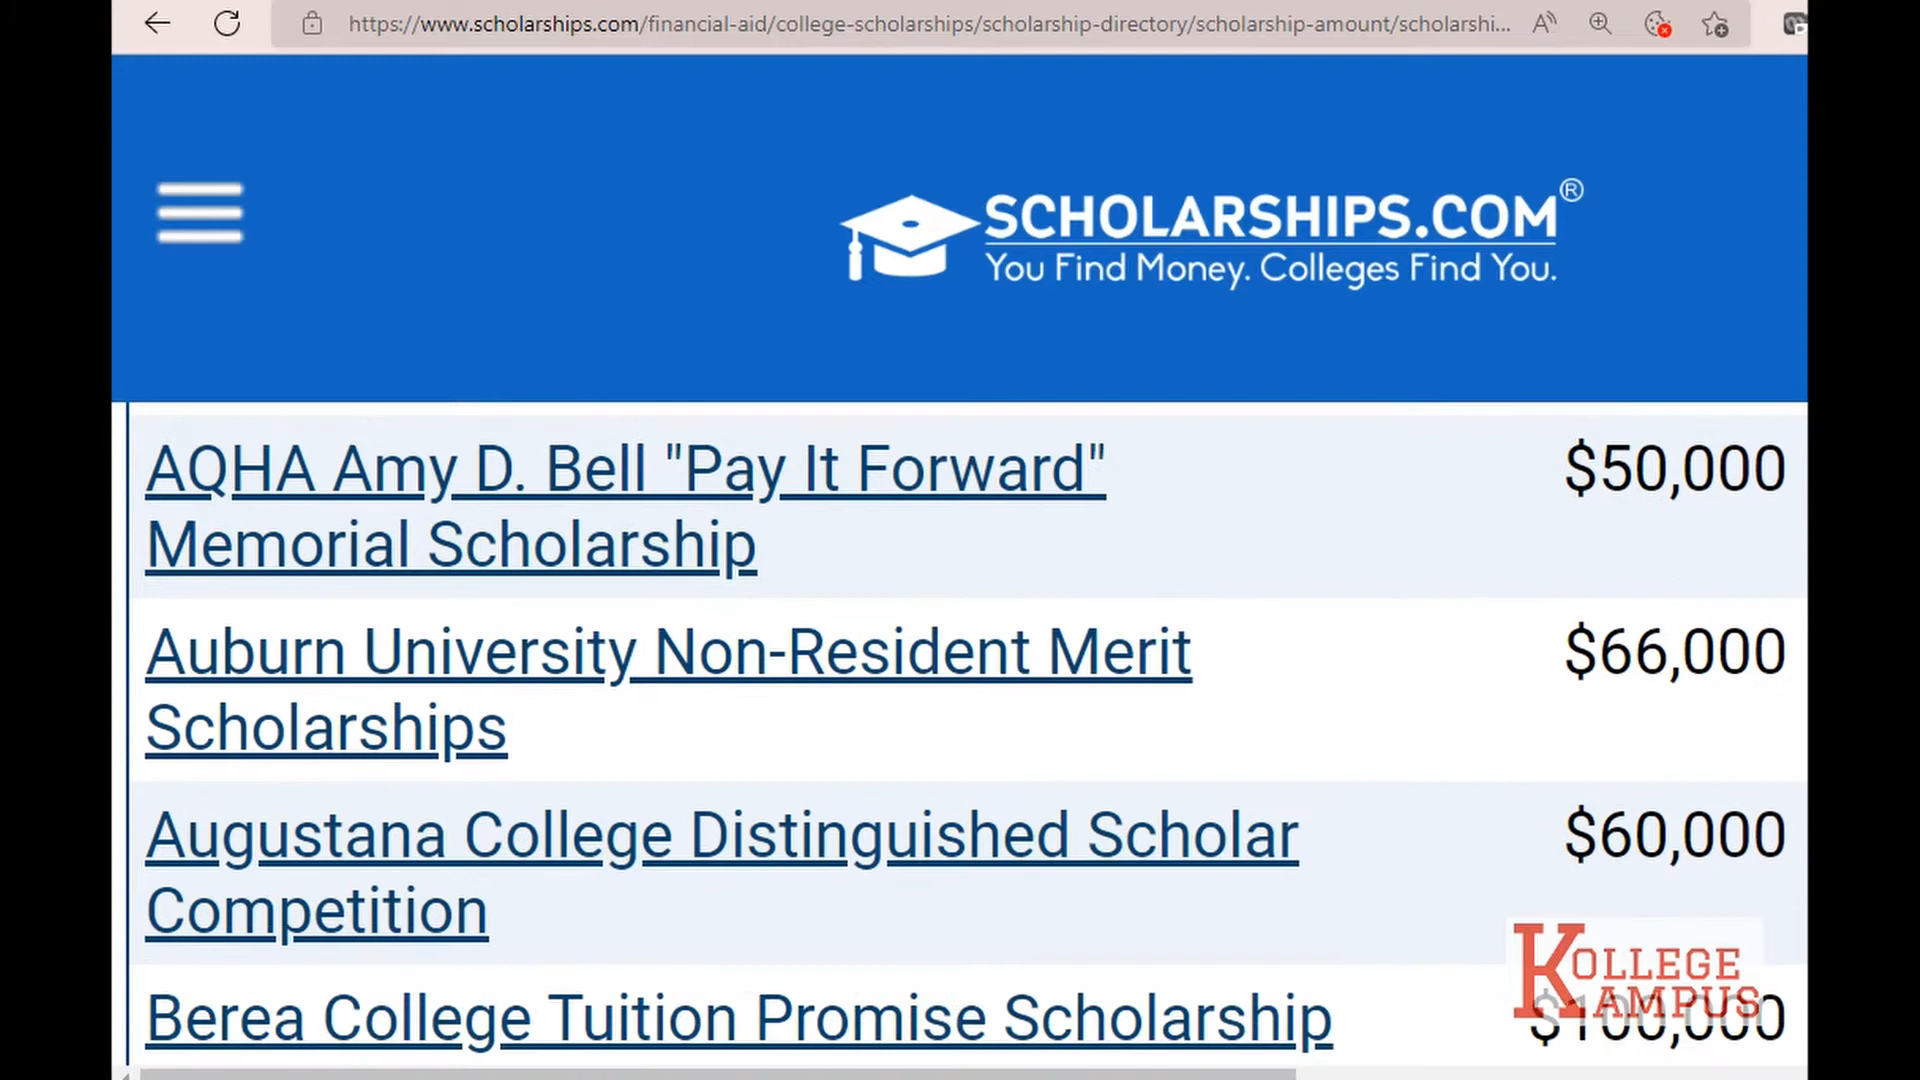 https://www.scholarships.com/financial-aid/college-scholarships/scholarship-directory/scholarship-amount/scholarshi...
SCHOLARSHIPS.COM®
You Find Money. Colleges Find You.
AQHA Amy D. Bell "Pay It Forward" $50,000
Memorial Scholarship
Auburn University Non-Resident Merit $66,000
Scholarships
Augustana College Distinguished Scholar $60,000
Competition
KOLLEGE
KAMPUS
Berea College Tuition Promise Scholarship $100,000